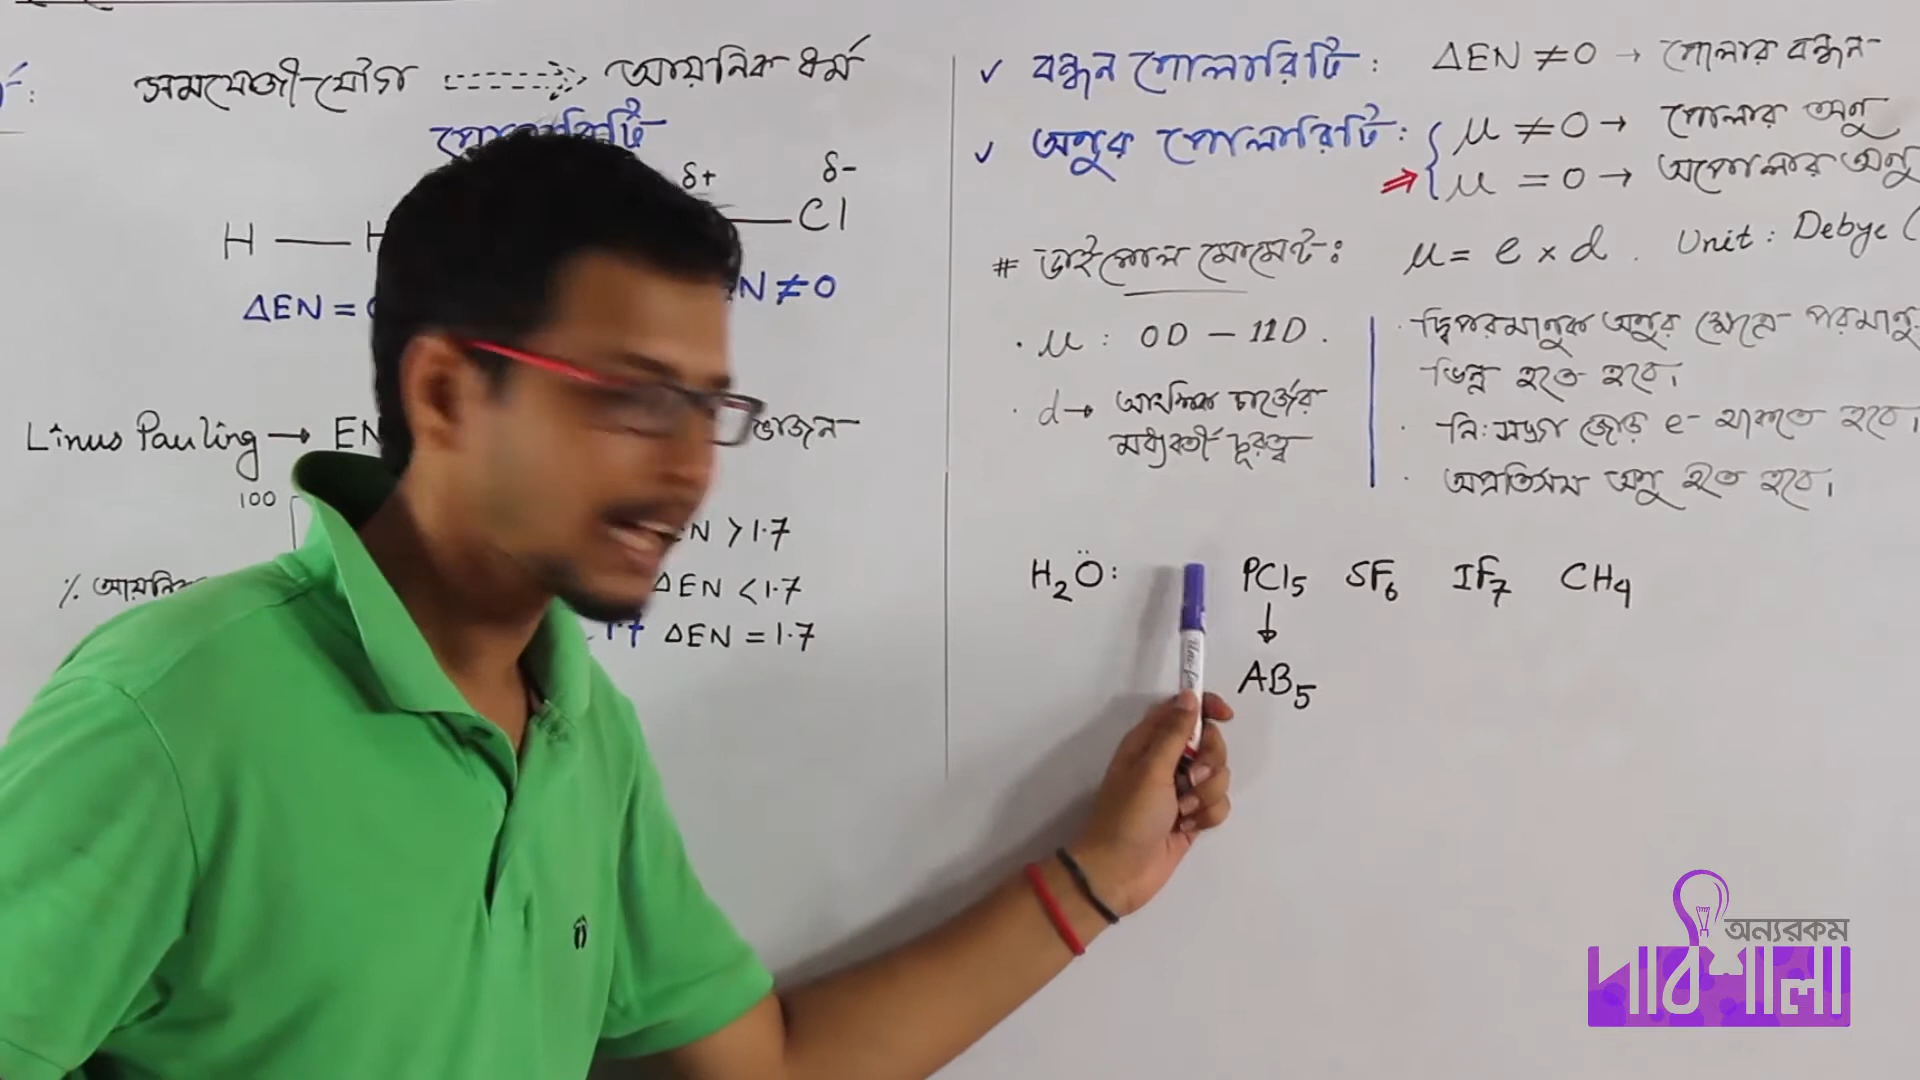 সমযোজী যৌগ আয়নিক ধর্ম
পোলারিটি
δ+ δ-
H — H
— Cl
ΔEN =
N ≠ 0
Linus Pauling → EN
100
N > 1.7
% আয়নিক
ΔEN < 1.7
1.7 ΔEN = 1.7
✓ বন্ধন পোলারিটি : ΔEN ≠ 0 → পোলার বন্ধন
✓ অণুর পোলারিটি : { μ ≠ 0 → পোলার অণু
⇒ μ = 0 → অপোলার অণু
# ডাইপোল মোমেন্ট : μ = e × d . Unit : Debye (
· μ : 0D – 11D .
· d → আংশিক চার্জের
মধ্যবর্তী দূরত্ব
· দ্বিপরমাণুক অণুর ক্ষেত্রে পরমাণু
ভিন্ন হতে হবে।
· নিঃসঙ্গ জোড় e- থাকতে হবে।
· অপ্রতিসম অণু হতে হবে।
H₂Ö: PCl₅ SF₆ IF₇ CH₄
↓
AB₅
অন্যরকম
পাঠশালা